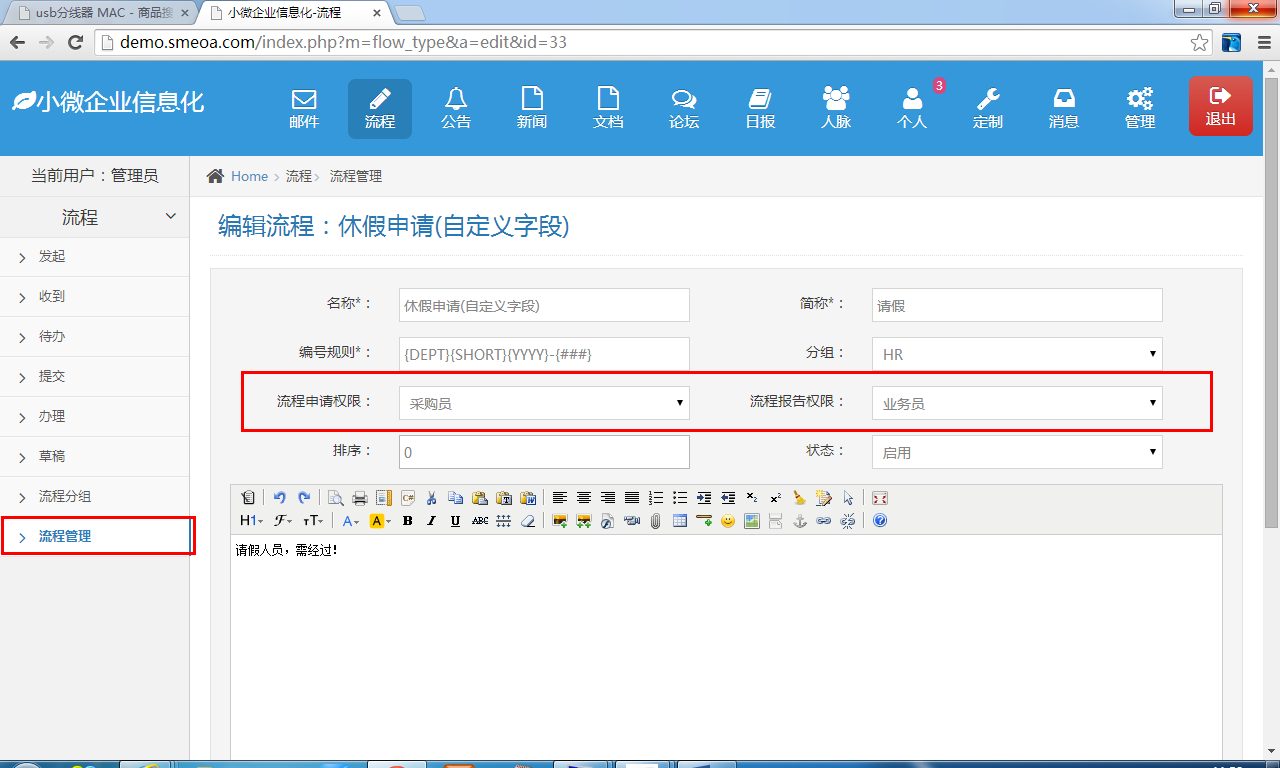 usb分线器 MAC - 商品搜
小微企业信息化-流程
demo.smeoa.com/index.php?m=flow_type&a=edit&id=33
小微企业信息化
邮件
流程
公告
新闻
文档
论坛
日报
人脉
3
个人
定制
消息
管理
退出
当前用户：管理员
Home > 流程> 流程管理
流程
发起
收到
待办
提交
办理
草稿
流程分组
流程管理
编辑流程：休假申请(自定义字段)
名称*： 休假申请(自定义字段) 简称*： 请假
编号规则*： {DEPT}{SHORT}{YYYY}-{###} 分组： HR
流程申请权限： 采购员 流程报告权限： 业务员
排序： 0 状态： 启用
请假人员，需经过！